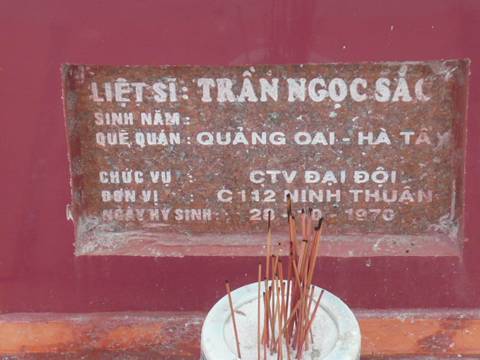 LIỆT SĨ: TRẦN NGỌC SẮC
SINH NĂM:
QUÊ QUÁN: QUẢNG OAI - HÀ TÂY
CHỨC VỤ: CTV ĐẠI ĐỘI
ĐƠN VỊ: C112 NINH THUẬN
NGÀY HY SINH: 1970